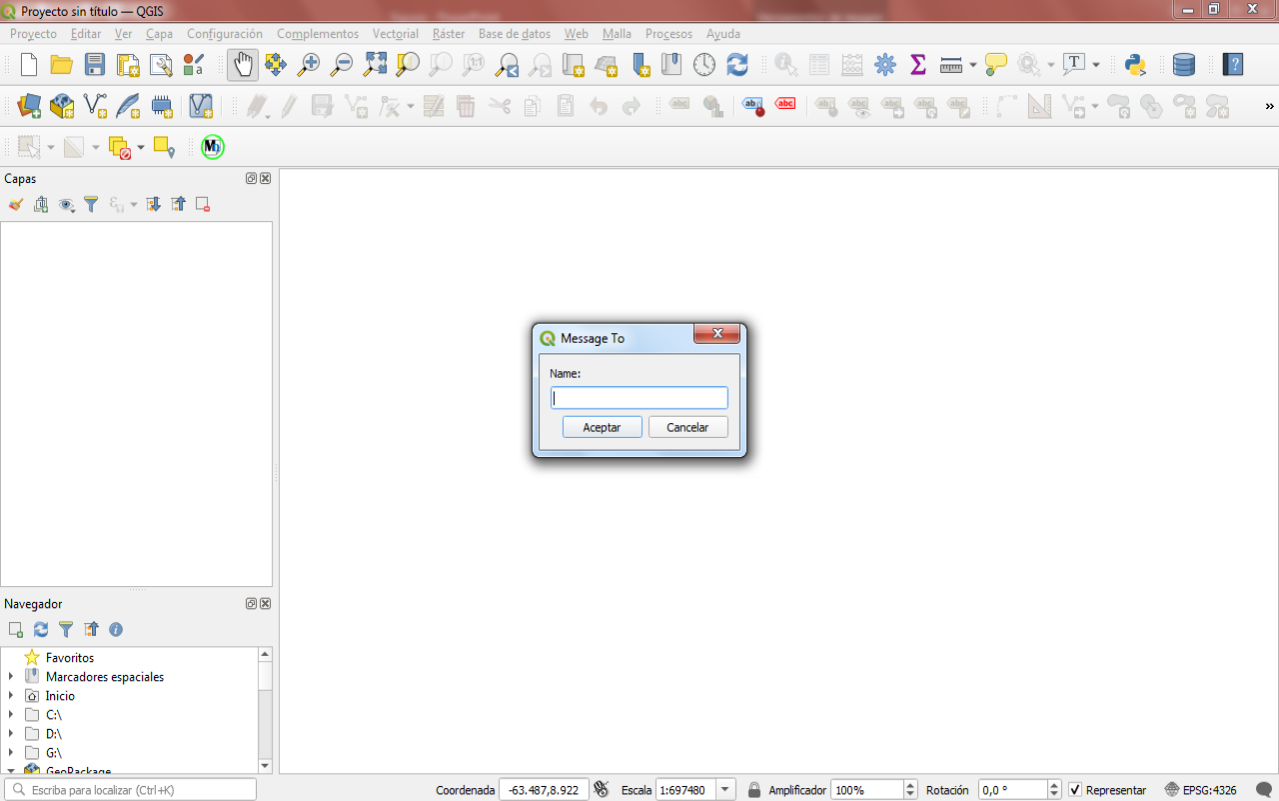 Proyecto sin título — QGIS
Proyecto Editar Ver Capa Configuración Complementos Vectorial Ráster Base de datos Web Malla Procesos Ayuda
Capas
Message To
Name:
Aceptar Cancelar
Navegador
Favoritos
Marcadores espaciales
Inicio
C:\
D:\
G:\
GeoPackage
Escriba para localizar (Ctrl+K) Coordenada -63.487,8.922 Escala 1:697480 Amplificador 100% Rotación 0,0 ° Representar EPSG:4326